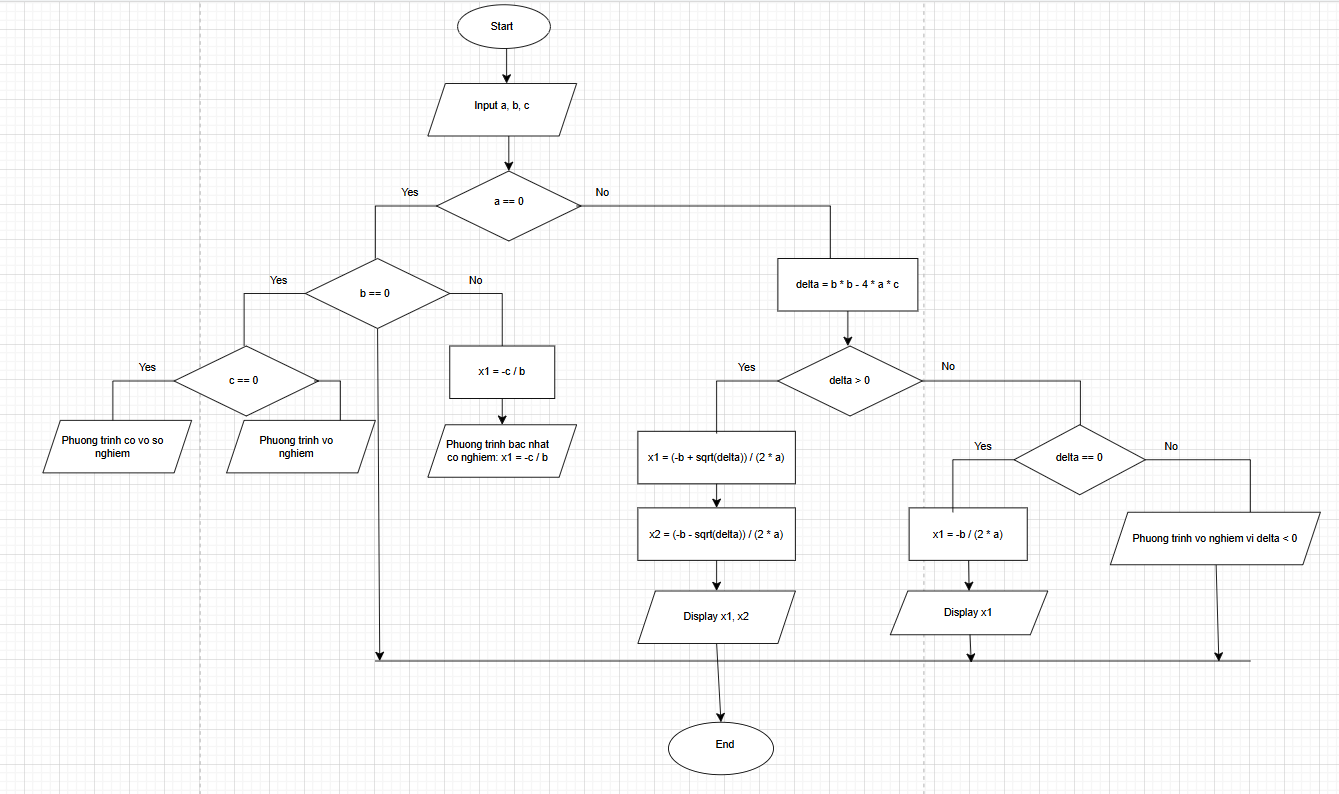 Start
Input a, b, c
Yes
a == 0
No
Yes
b == 0
No
delta = b * b - 4 * a * c
Yes
c == 0
x1 = -c / b
Yes
delta > 0
No
Phuong trinh co vo so
nghiem
Phuong trinh vo
nghiem
Phuong trinh bac nhat
co nghiem: x1 = -c / b
x1 = (-b + sqrt(delta)) / (2 * a)
Yes
delta == 0
No
x2 = (-b - sqrt(delta)) / (2 * a)
x1 = -b / (2 * a)
Phuong trinh vo nghiem vi delta < 0
Display x1, x2
Display x1
End